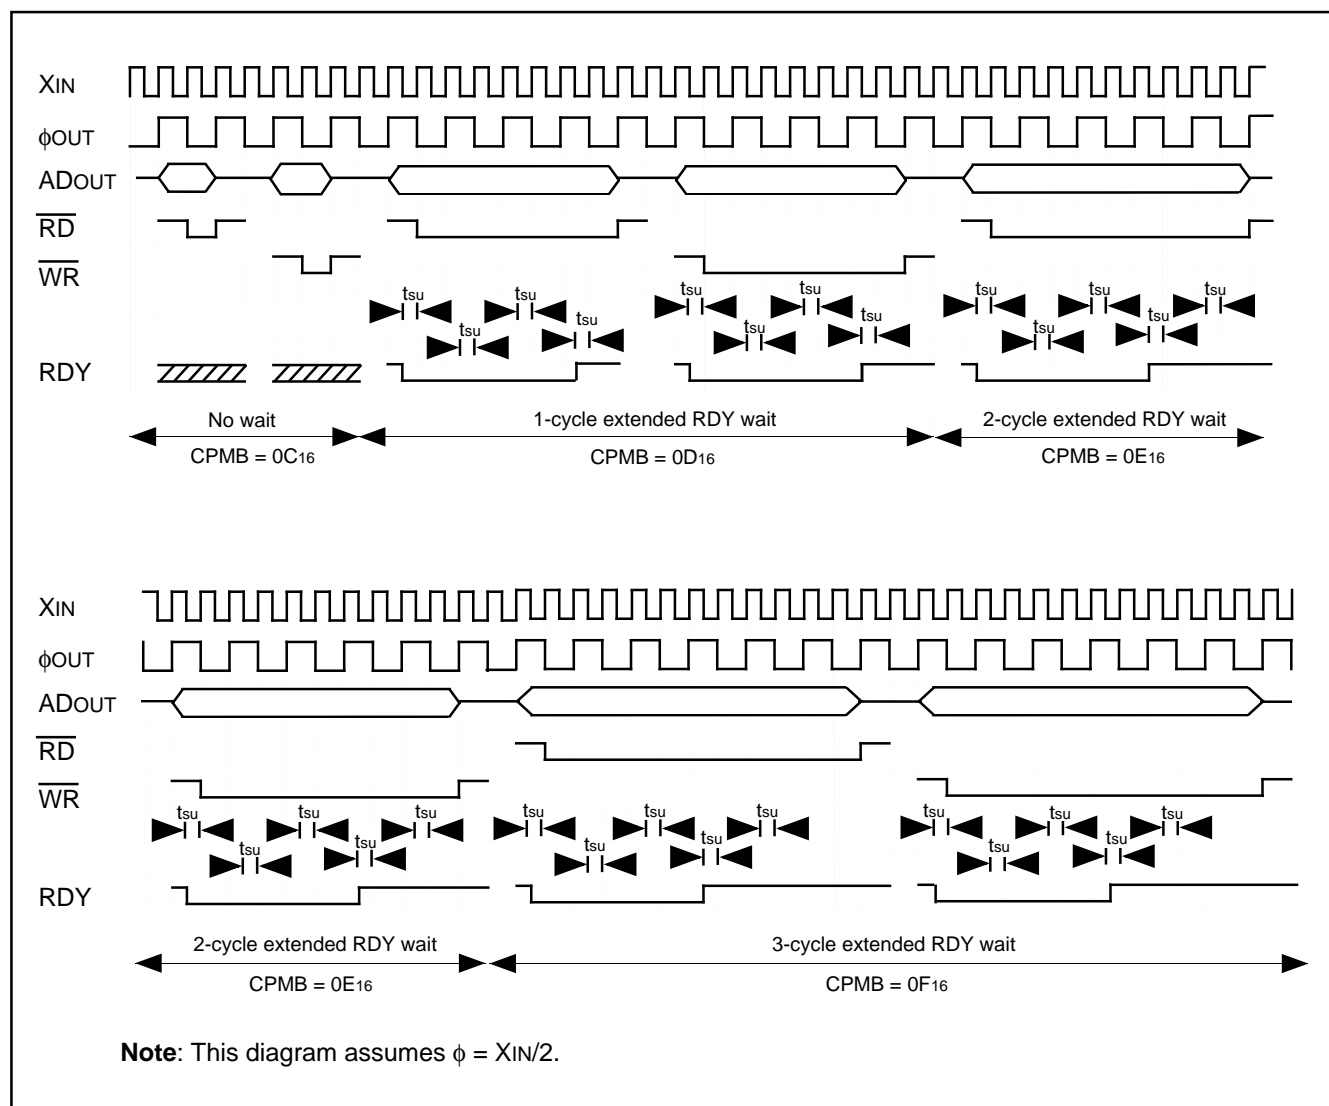 XIN
ϕOUT
ADOUT
RD
WR
tsu tsu tsu tsu tsu tsu
tsu tsu tsu tsu tsu tsu
RDY
No wait 1-cycle extended RDY wait 2-cycle extended RDY wait
CPMB = 0C16 CPMB = 0D16 CPMB = 0E16
XIN
ϕOUT
ADOUT
RD
WR
tsu tsu tsu tsu tsu tsu tsu tsu tsu
tsu tsu tsu tsu tsu tsu
RDY
2-cycle extended RDY wait 3-cycle extended RDY wait
CPMB = 0E16 CPMB = 0F16
Note: This diagram assumes ϕ = XIN/2.